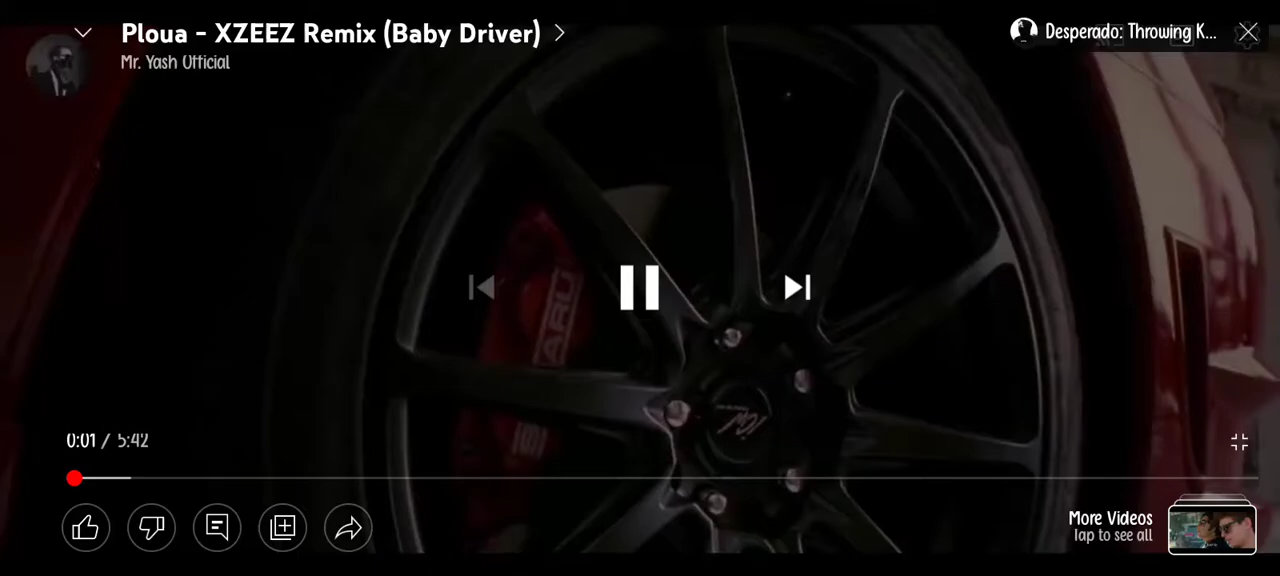 Ploua - XZEEZ Remix (Baby Driver)
Mr. Yash Official
Desperado: Throwing K...
0:01 / 5:42
More Videos
Tap to see all